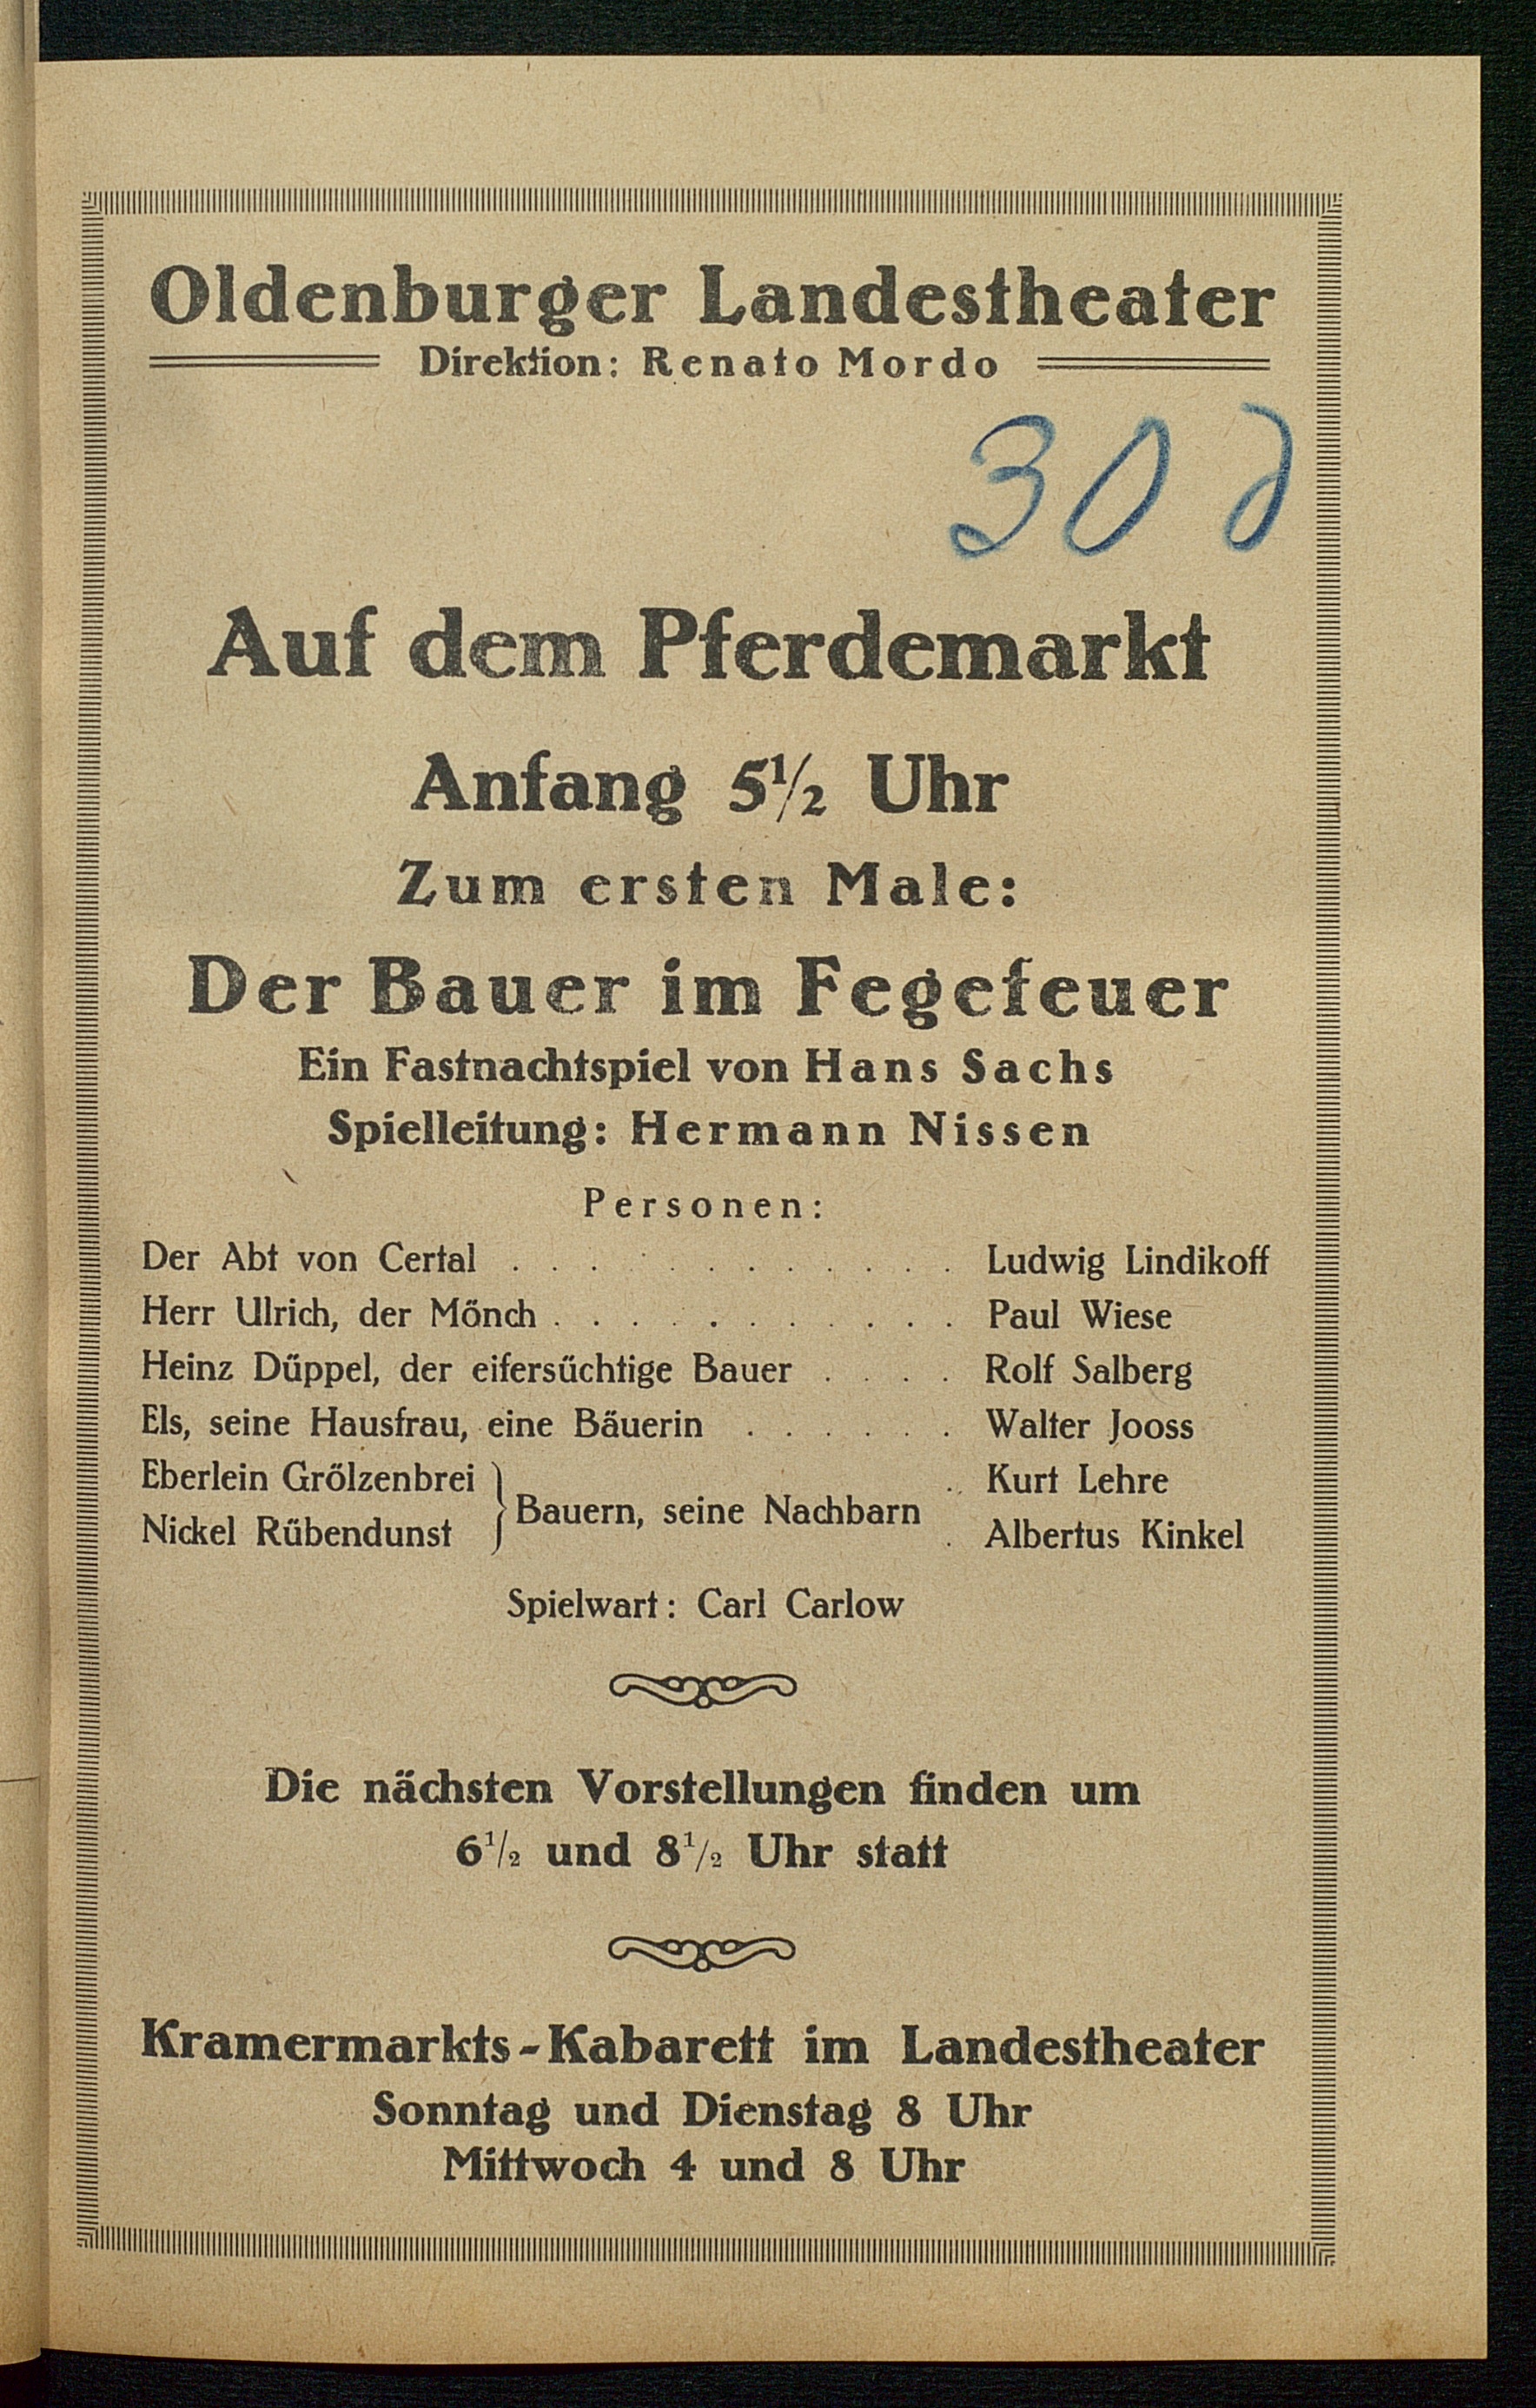 Oldenburger Landestheater
Direktion: Renato Mordo
30
Auf dem Pferdemarkt
Anfang 5½ Uhr
Zum ersten Male:
Der Bauer im Fegefeuer
Ein Fastnachtspiel von Hans Sachs
Spielleitung: Hermann Nissen
Personen:
Der Abt von Certal . . . . . . . . . . . . Ludwig Lindikoff
Herr Ulrich, der Mönch . . . . . . . . . . . Paul Wiese
Heinz Düppel, der eifersüchtige Bauer . . . . Rolf Salberg
Els, seine Hausfrau, eine Bäuerin . . . . . . Walter Jooss
Eberlein Grölzenbrei . . Kurt Lehre
} Bauern, seine Nachbarn
Nickel Rübendunst . Albertus Kinkel
Spielwart: Carl Carlow
Die nächsten Vorstellungen finden um
6½ und 8½ Uhr statt
Kramermarkts-Kabarett im Landestheater
Sonntag und Dienstag 8 Uhr
Mittwoch 4 und 8 Uhr